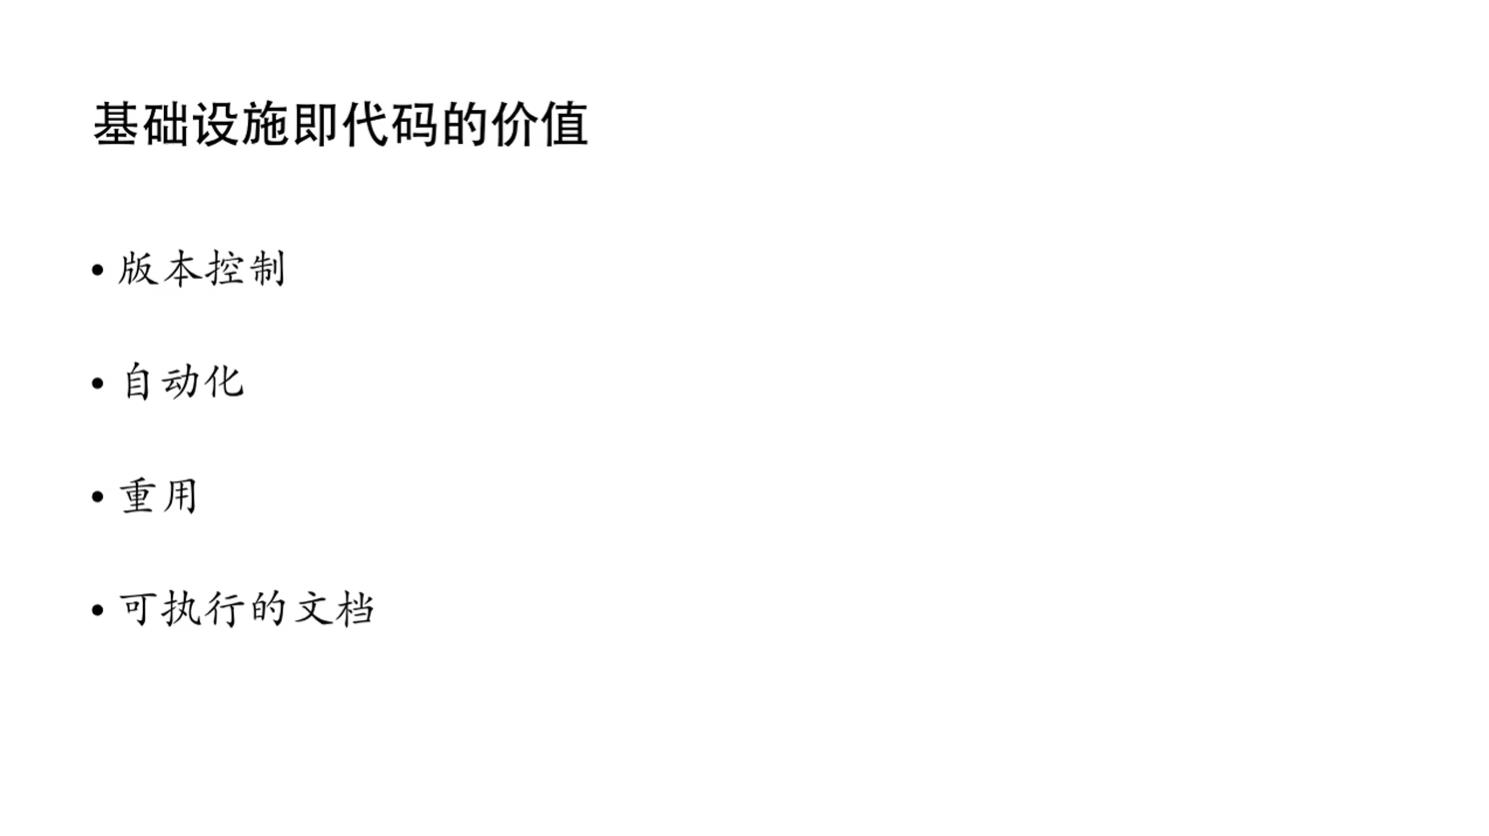 基础设施即代码的价值
• 版本控制
• 自动化
• 重用
• 可执行的文档